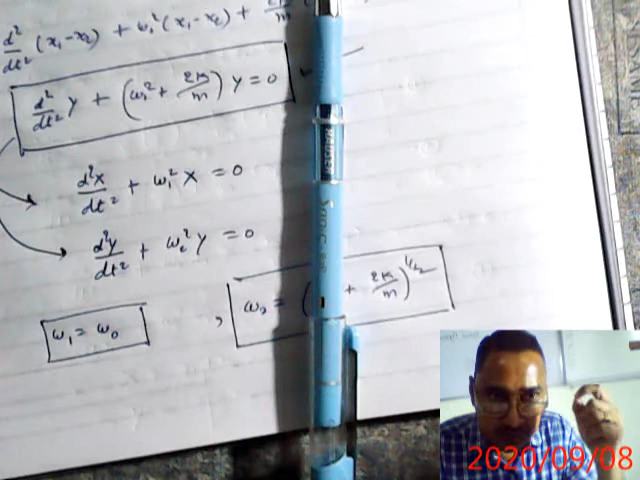 d²/dt² (x₁-x₂) + ω₁² (x₁-x₂) +
d²/dt² y + (ω₁² + 2k/m) y = 0
d²x/dt² + ω₁² x = 0
d²y/dt² + ω₂² y = 0
ω₁ = ω₀ , ω₂ = ( + 2k/m)^1/2
HAUSER
2020/09/08